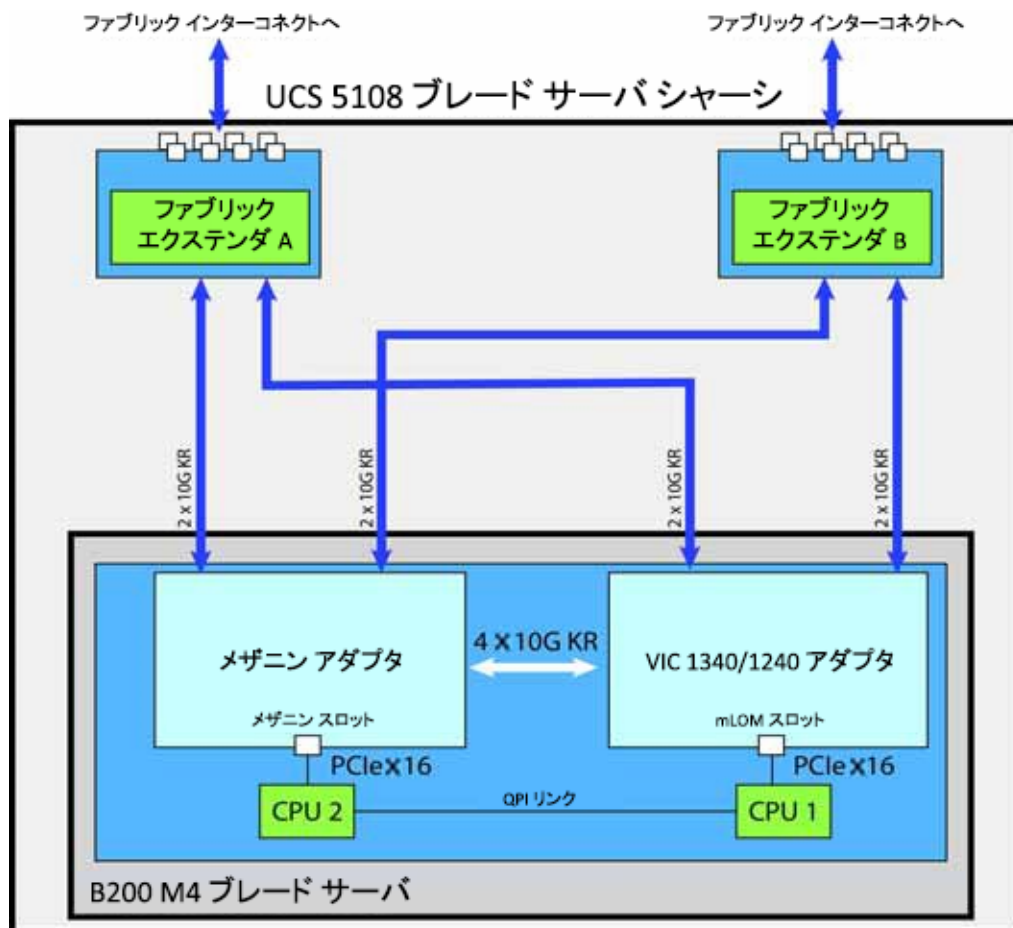 ファブリック インターコネクトへ
ファブリック インターコネクトへ
UCS 5108 ブレード サーバ シャーシ
ファブリック
エクステンダ A
ファブリック
エクステンダ B
2 x 10G KR
2 x 10G KR
2 x 10G KR
2 x 10G KR
メザニン アダプタ
4 X 10G KR
VIC 1340/1240 アダプタ
メザニン スロット
mLOM スロット
PCIe X 16
PCIe X 16
CPU 2
QPI リンク
CPU 1
B200 M4 ブレード サーバ